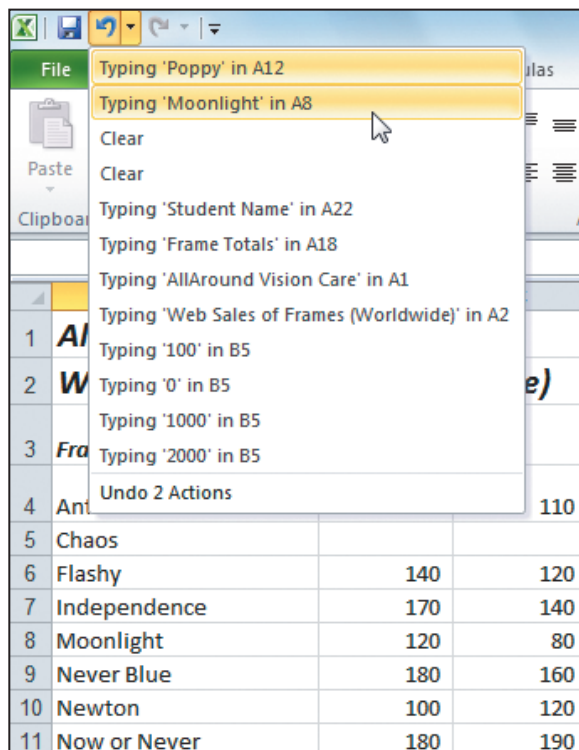 File
ulas
Paste
Clipboa
Typing 'Poppy' in A12
Typing 'Moonlight' in A8
Clear
Clear
Typing 'Student Name' in A22
Typing 'Frame Totals' in A18
Typing 'AllAround Vision Care' in A1
Typing 'Web Sales of Frames (Worldwide)' in A2
Typing '100' in B5
Typing '0' in B5
Typing '1000' in B5
Typing '2000' in B5
Undo 2 Actions
1 Al
2 W e)
3 Fra
4 Ant 110
5 Chaos
6 Flashy 140 120
7 Independence 170 140
8 Moonlight 120 80
9 Never Blue 180 160
10 Newton 100 120
11 Now or Never 180 190